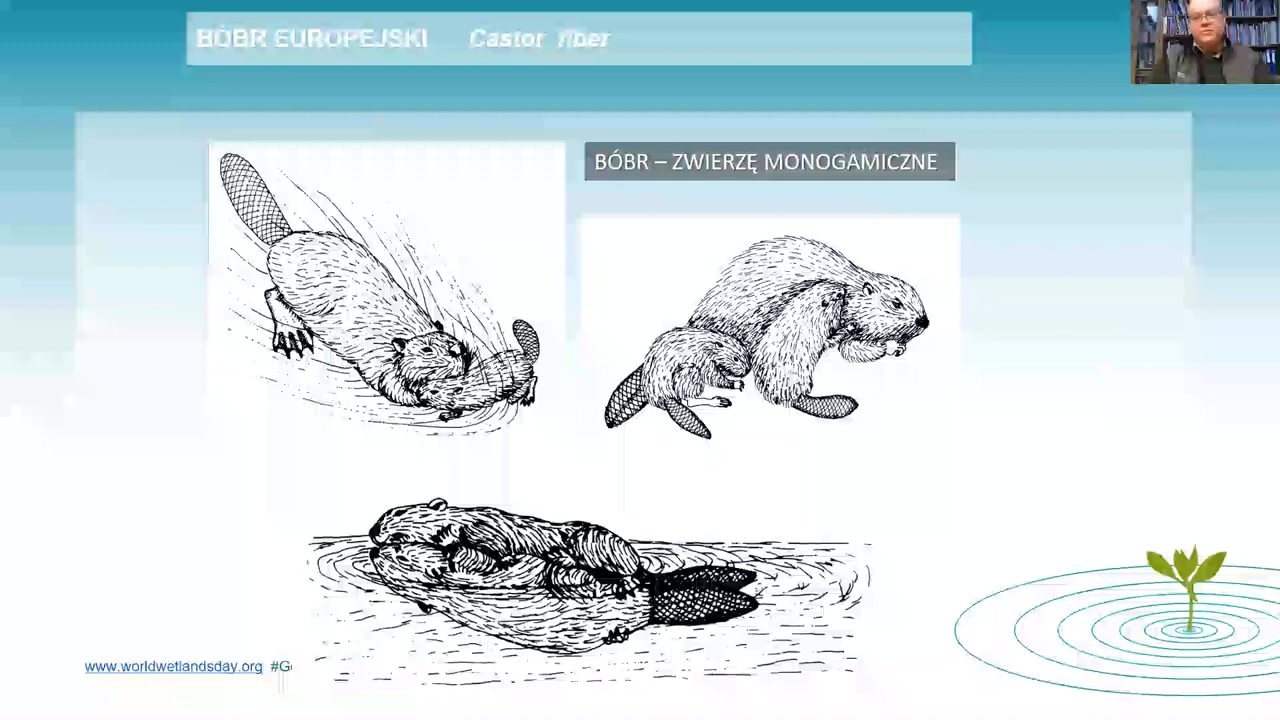 BÓBR EUROPEJSKI Castor fiber
BÓBR – ZWIERZĘ MONOGAMICZNE
www.worldwetlandsday.org